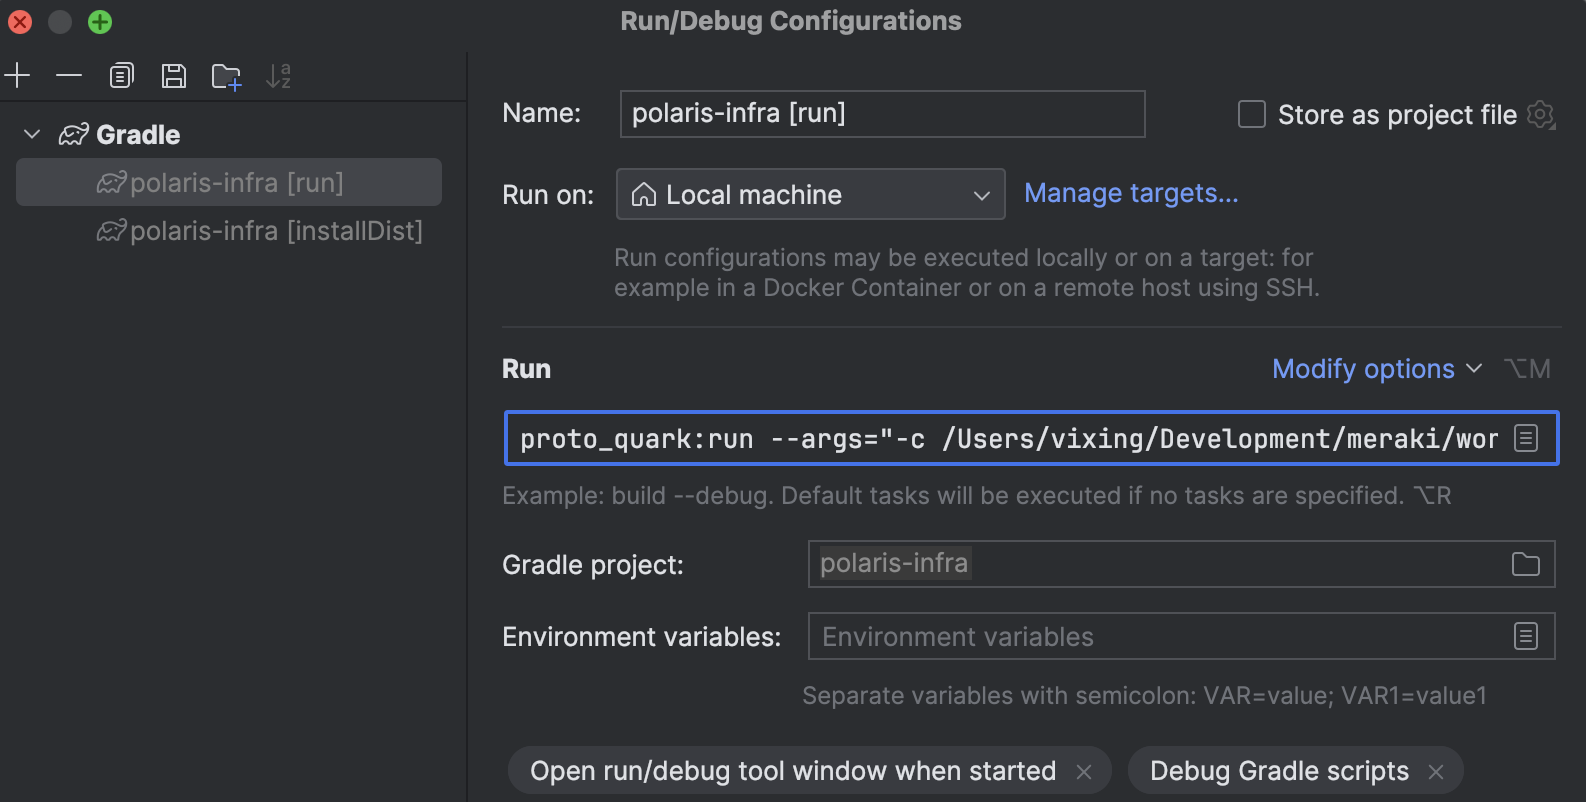 Run/Debug Configurations
Gradle
polaris-infra [run]
polaris-infra [installDist]
Name: polaris-infra [run] Store as project file
Run on: Local machine Manage targets...
Run configurations may be executed locally or on a target: for
example in a Docker Container or on a remote host using SSH.
Run Modify options ⌥M
proto_quark:run --args="-c /Users/vixing/Development/meraki/wor
Example: build --debug. Default tasks will be executed if no tasks are specified. ⌥R
Gradle project: polaris-infra
Environment variables: Environment variables
Separate variables with semicolon: VAR=value; VAR1=value1
Open run/debug tool window when started × Debug Gradle scripts ×